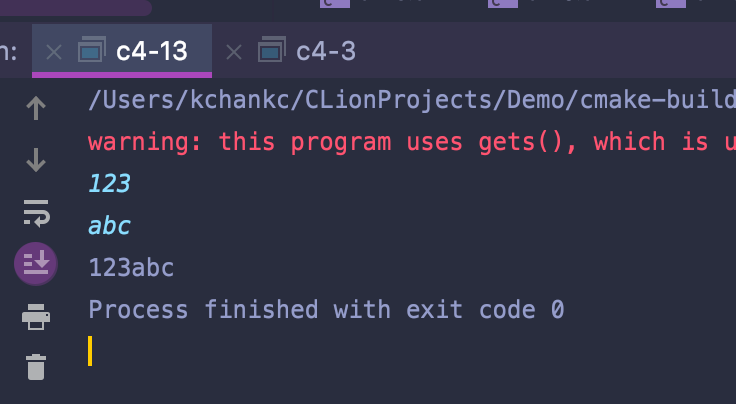 c4-13
c4-3
/Users/kchankc/CLionProjects/Demo/cmake-build
warning: this program uses gets(), which is u
123
abc
123abc
Process finished with exit code 0